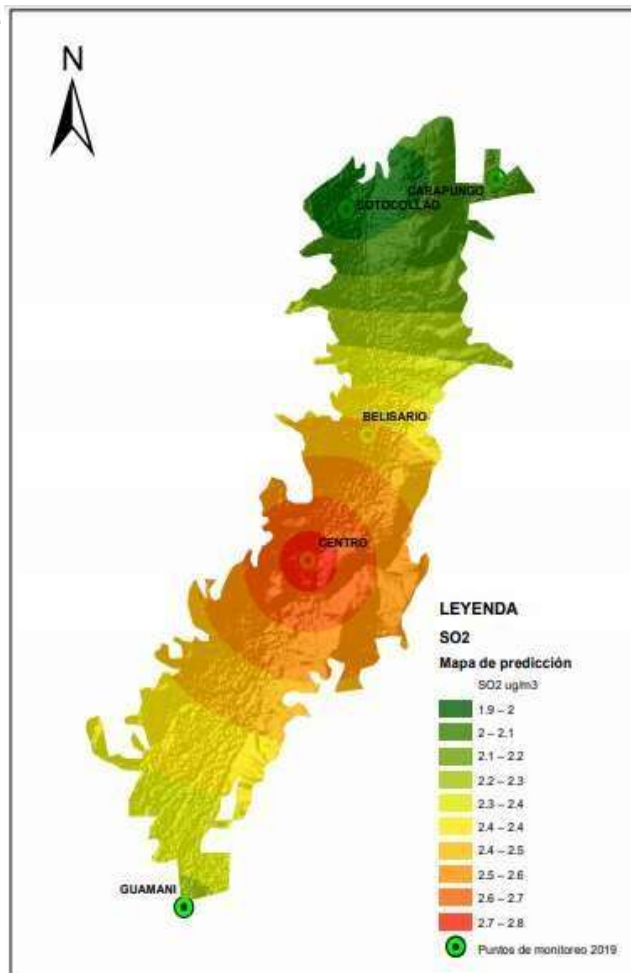 N
CARAPUNGO
COTOCOLLAO
BELISARIO
CENTRO
GUAMANI
LEYENDA
SO2
Mapa de predicción
SO2 ug/m3
1.9 – 2
2 – 2.1
2.1 – 2.2
2.2 – 2.3
2.3 – 2.4
2.4 – 2.4
2.4 – 2.5
2.5 – 2.6
2.6 – 2.7
2.7 – 2.8
Puntos de monitoreo 2019